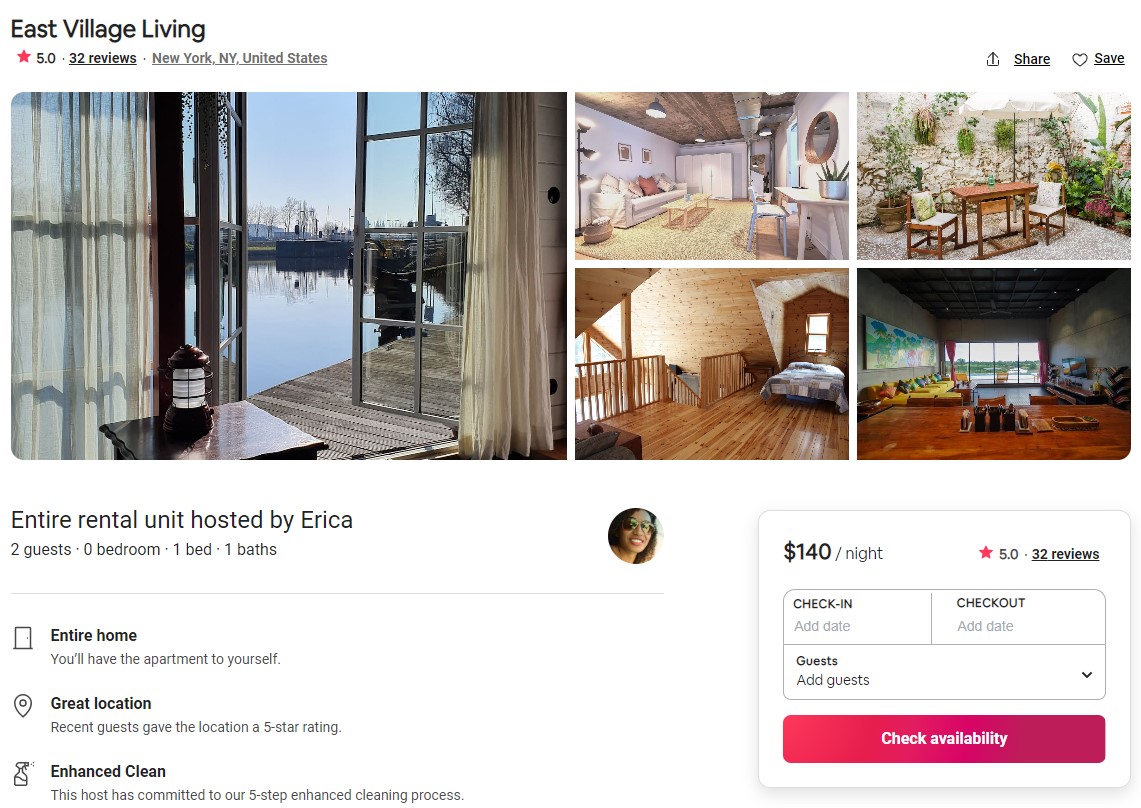 East Village Living
5.0 · 32 reviews · New York, NY, United States
Share
Save
Entire rental unit hosted by Erica
2 guests · 0 bedroom · 1 bed · 1 baths
Entire home
You’ll have the apartment to yourself.
Great location
Recent guests gave the location a 5-star rating.
Enhanced Clean
This host has committed to our 5-step enhanced cleaning process.
$140 / night
5.0 · 32 reviews
CHECK-IN
Add date
CHECKOUT
Add date
Guests
Add guests
Check availability